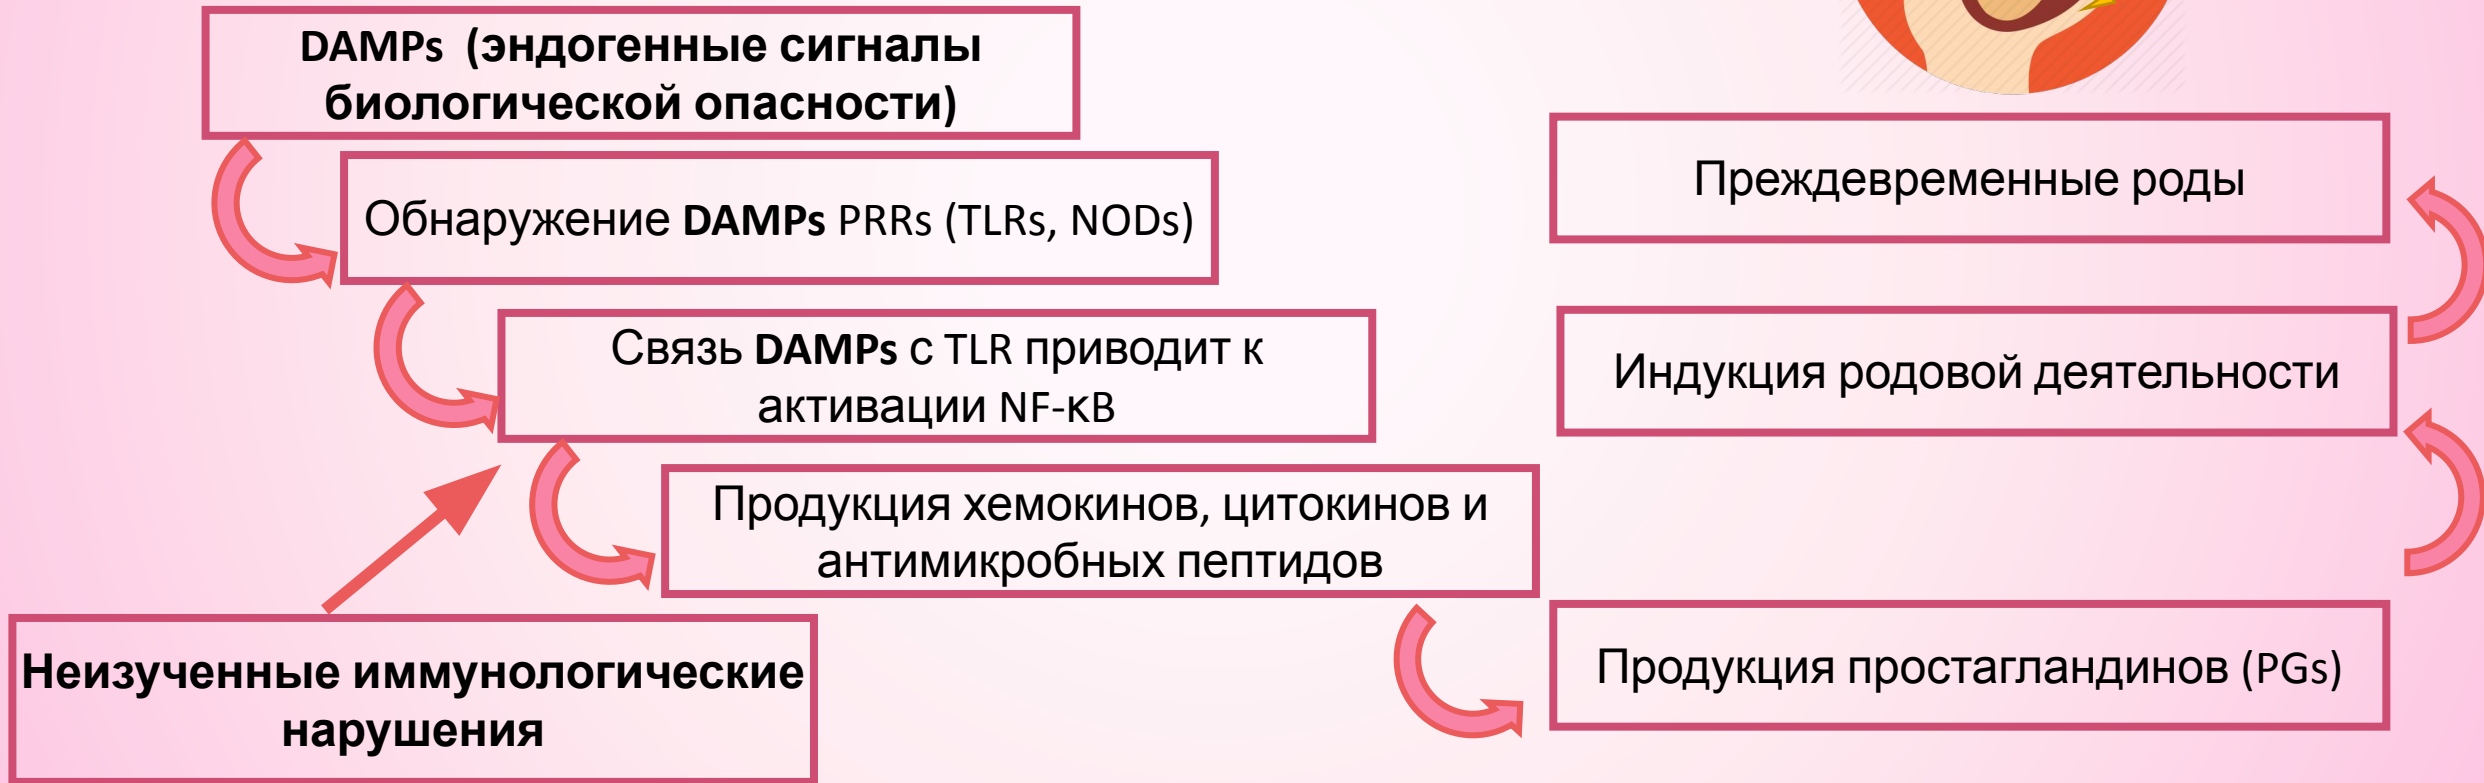 DAMPs (эндогенные сигналы
биологической опасности)
Обнаружение DAMPs PRRs (TLRs, NODs)
Связь DAMPs с TLR приводит к
активации NF-κB
Продукция хемокинов, цитокинов и
антимикробных пептидов
Неизученные иммунологические
нарушения
Продукция простагландинов (PGs)
Индукция родовой деятельности
Преждевременные роды